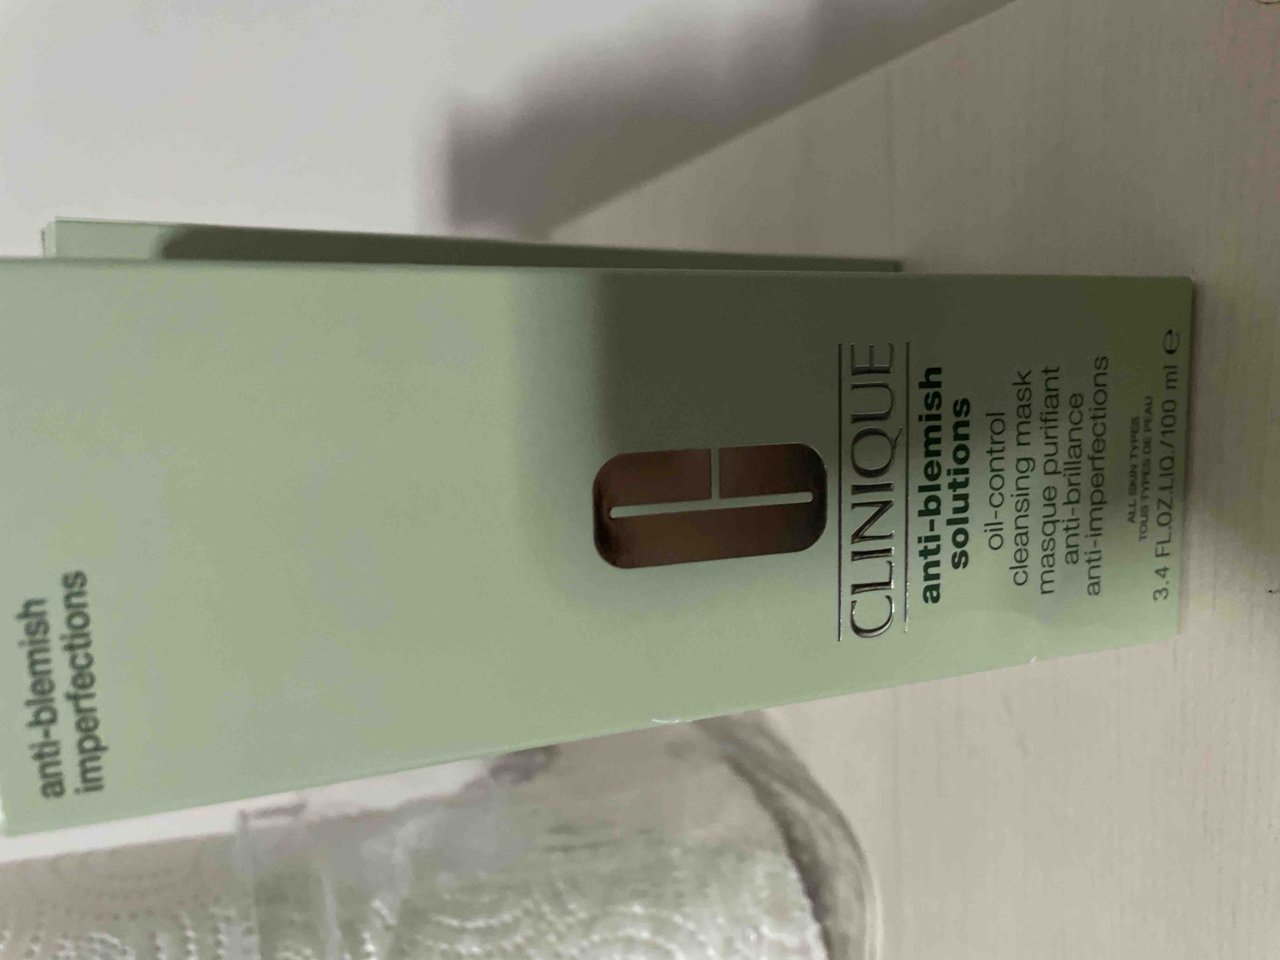 anti-blemish
imperfections
CLINIQUE
anti-blemish
solutions
oil-control
cleansing mask
masque purifiant
anti-brillance
anti-imperfections
ALL SKIN TYPES
TOUS TYPES DE PEAU
3.4 FL.OZ.LIQ./100 ml ℮